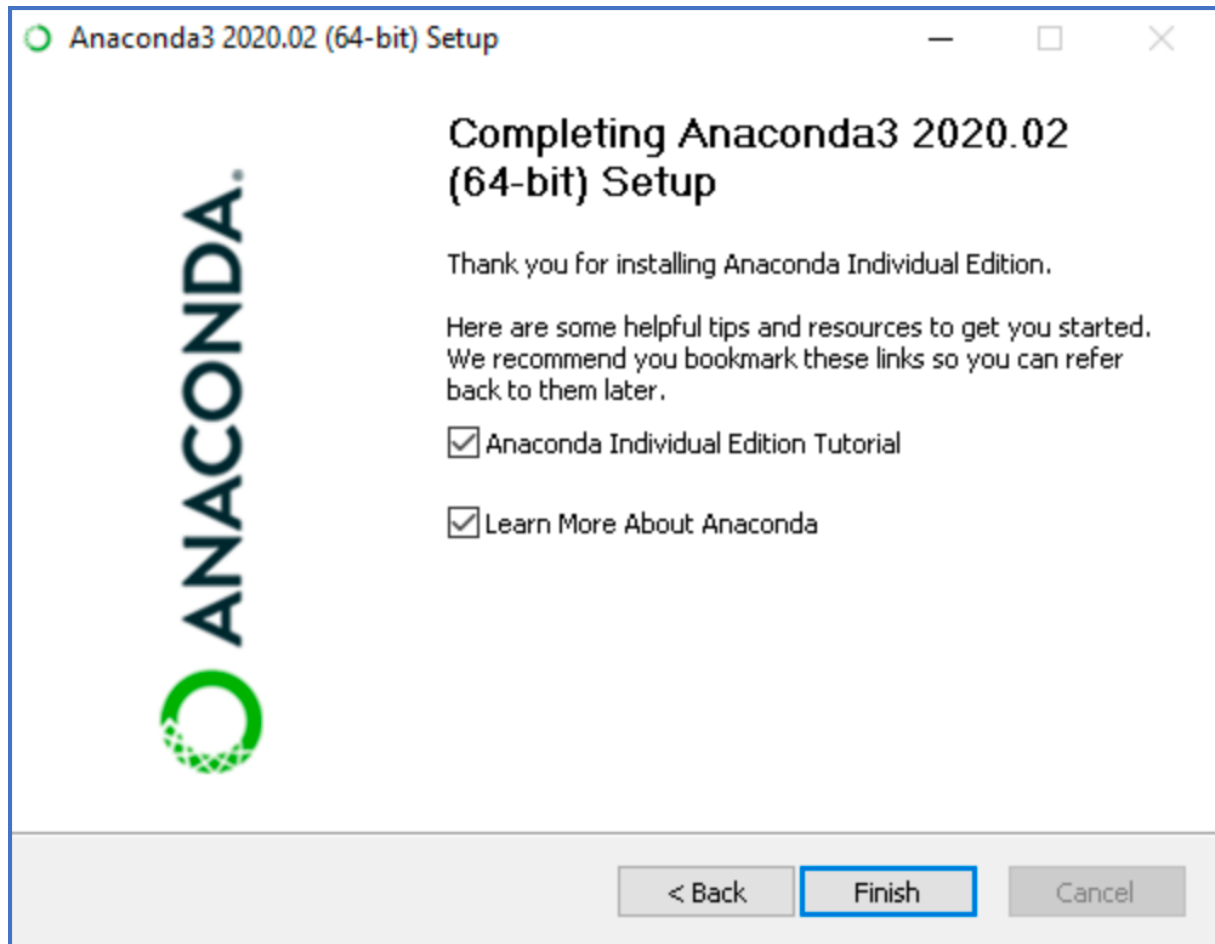 Anaconda3 2020.02 (64-bit) Setup
ANACONDA.
Completing Anaconda3 2020.02
(64-bit) Setup
Thank you for installing Anaconda Individual Edition.
Here are some helpful tips and resources to get you started.
We recommend you bookmark these links so you can refer
back to them later.
Anaconda Individual Edition Tutorial
Learn More About Anaconda
< Back
Finish
Cancel